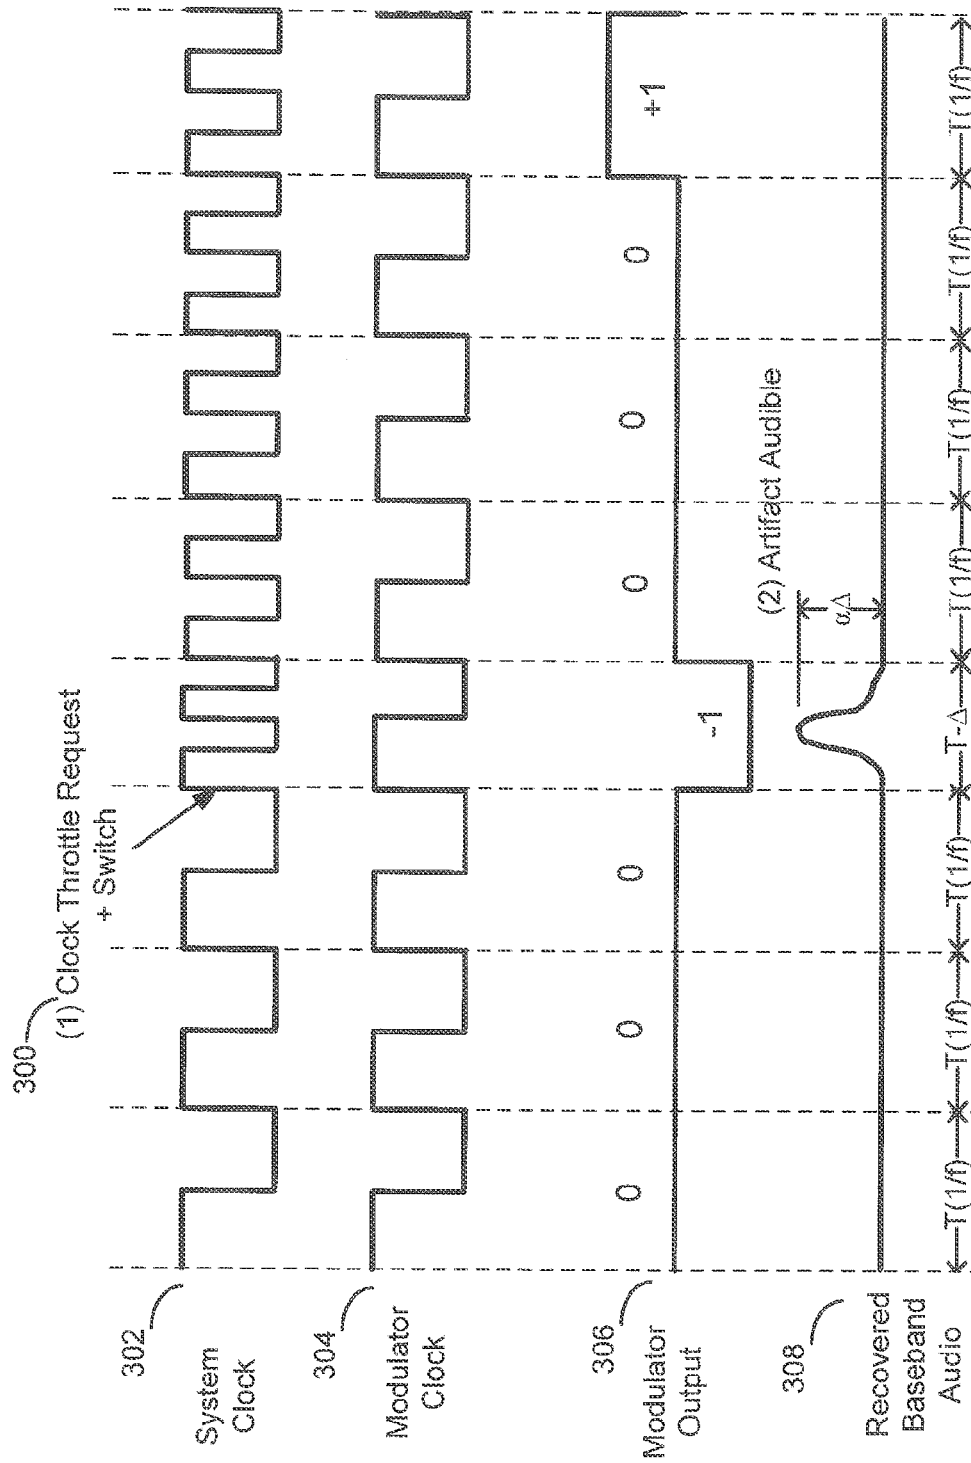 300
(1) Clock Throttle Request
+ Switch
302
System
Clock
304
Modulator
Clock
306
Modulator
Output
0
0
0
-1
0
0
0
+1
308
Recovered
Baseband
Audio
(2) Artifact Audible
αΔ
T(1/f)
T(1/f)
T(1/f)
T-Δ
T(1/f)
T(1/f)
T(1/f)
T(1/f)